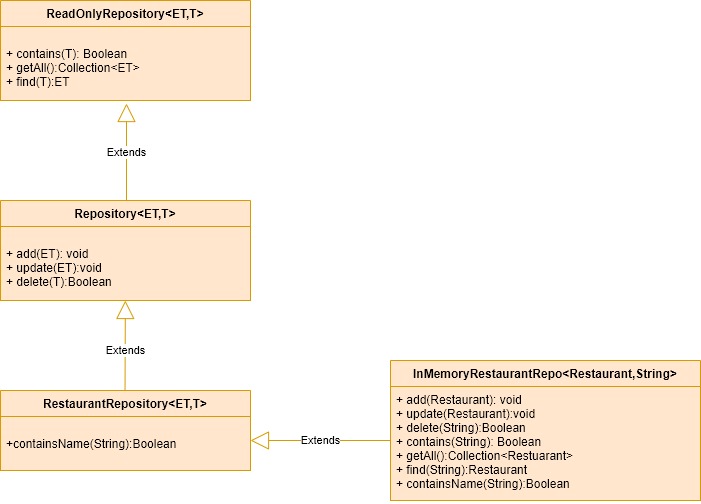 ReadOnlyRepository<ET,T>
+ contains(T): Boolean
+ getAll():Collection<ET>
+ find(T):ET
Extends
Repository<ET,T>
+ add(ET): void
+ update(ET):void
+ delete(T):Boolean
Extends
RestaurantRepository<ET,T>
+containsName(String):Boolean
Extends
InMemoryRestaurantRepo<Restaurant,String>
+ add(Restaurant): void
+ update(Restaurant):void
+ delete(String):Boolean
+ contains(String): Boolean
+ getAll():Collection<Restuarant>
+ find(String):Restaurant
+ containsName(String):Boolean